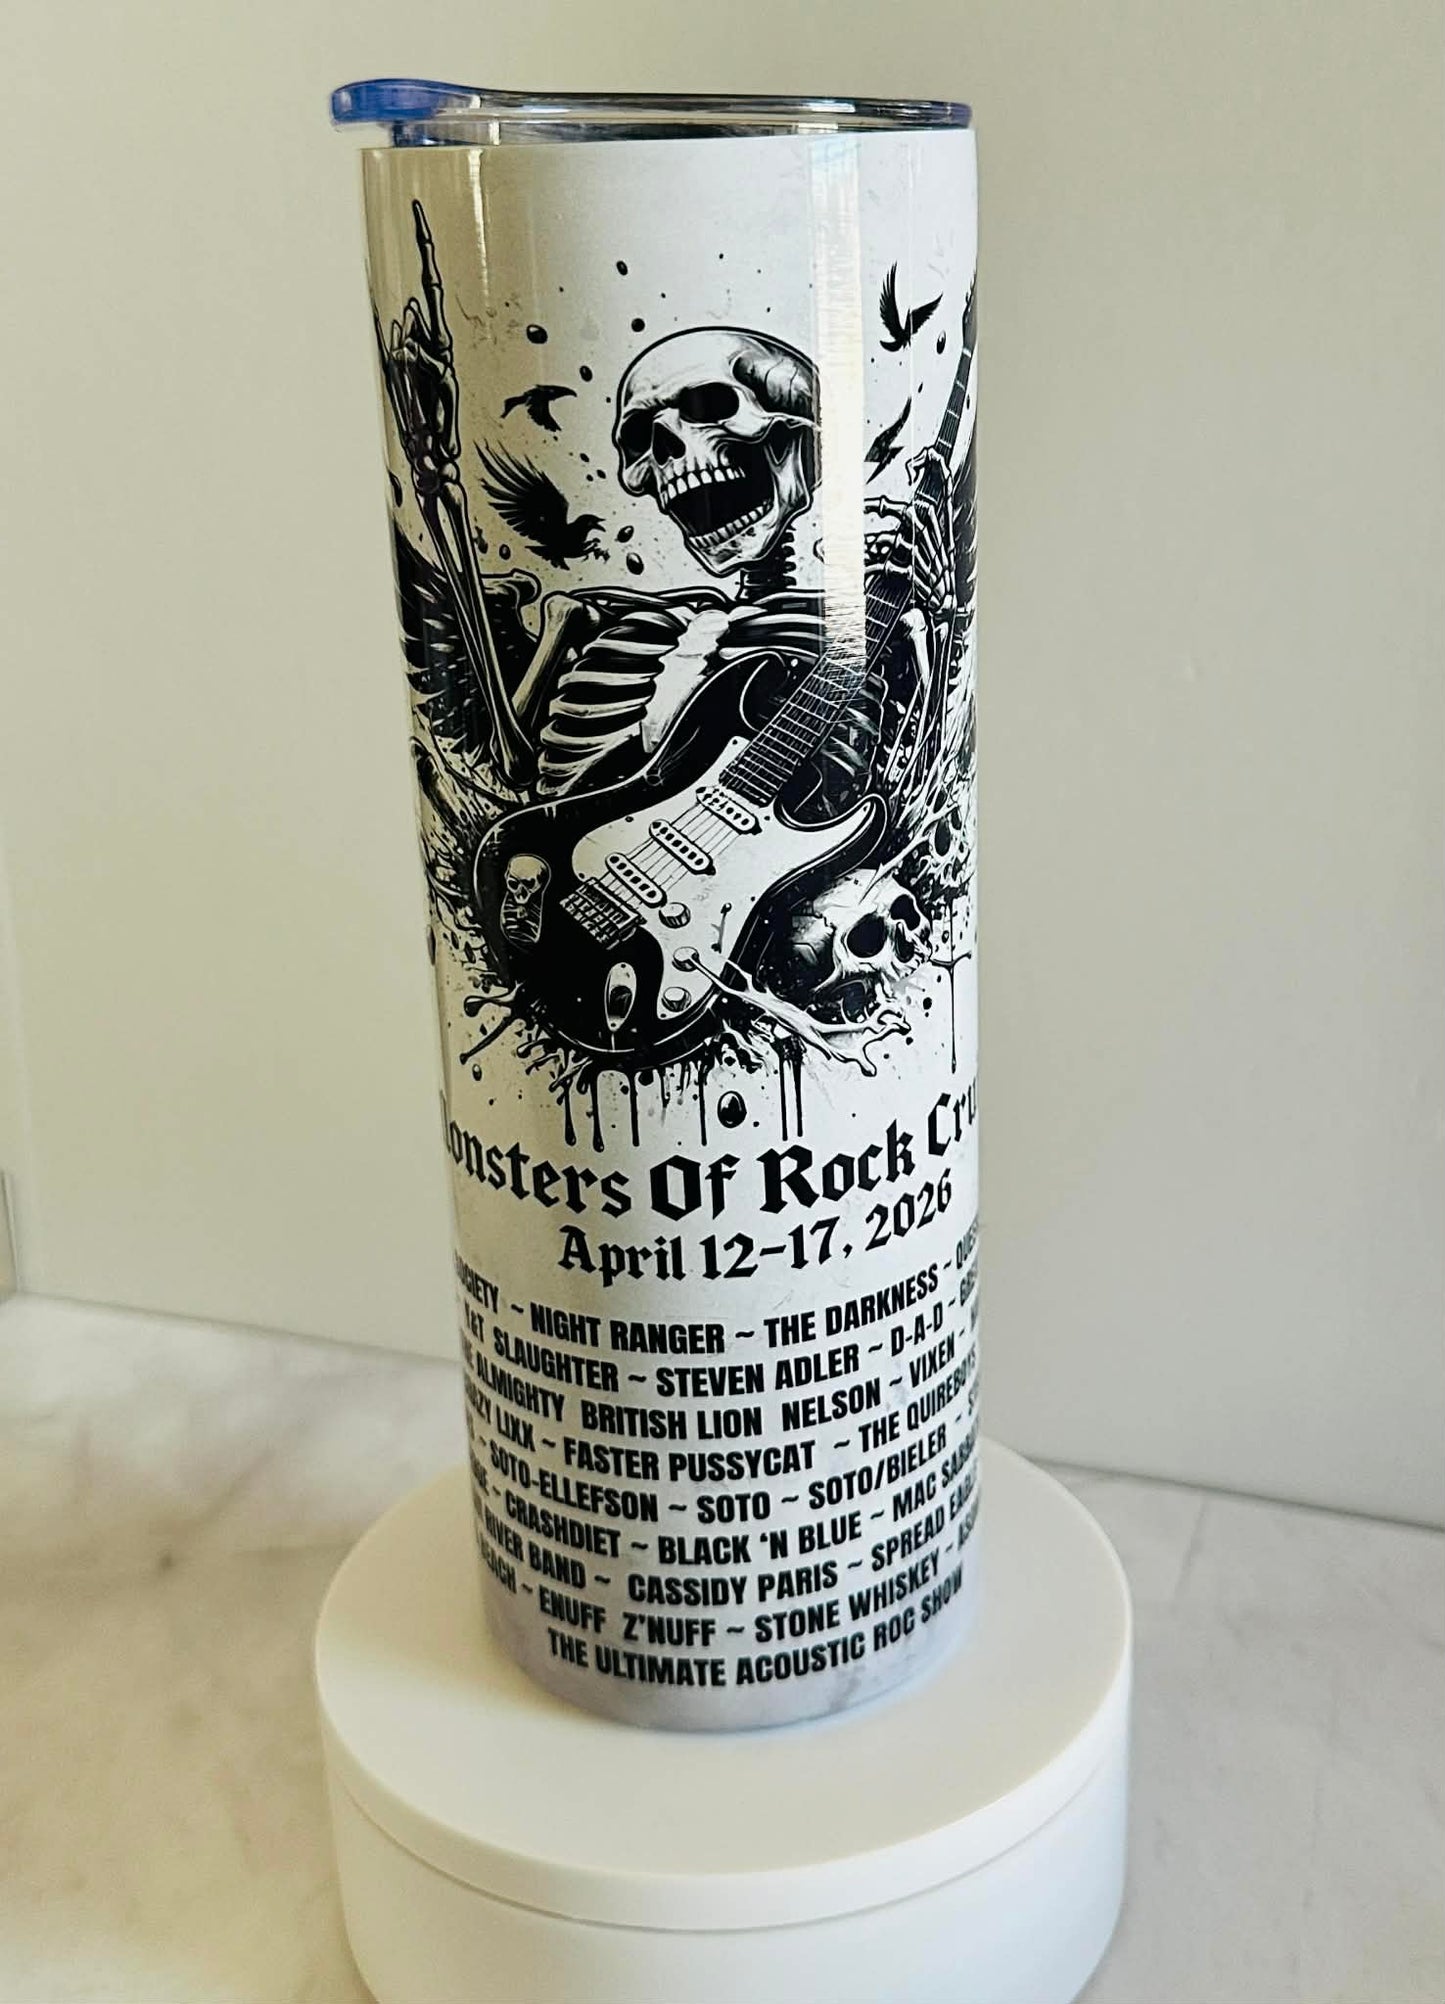 Of Rock
April 12-17, 2026
~ NIGHT RANGER ~ THE DARKNESS ~
Y&T SLAUGHTER ~ STEVEN ADLER ~ D-A-D ~
ALMIGHTY BRITISH LION NELSON ~ VIXEN ~
LIXX ~ FASTER PUSSYCAT ~ THE QUIREBOYS
~ SOTO-ELLEFSON ~ SOTO ~ SOTO/BIELER ~
~ CRASHDIET ~ BLACK 'N BLUE ~ MAC
RIVER BAND ~ CASSIDY PARIS ~ SPREAD
~ ENUFF Z'NUFF ~ STONE WHISKEY ~
THE ULTIMATE ACOUSTIC ROC SHOW